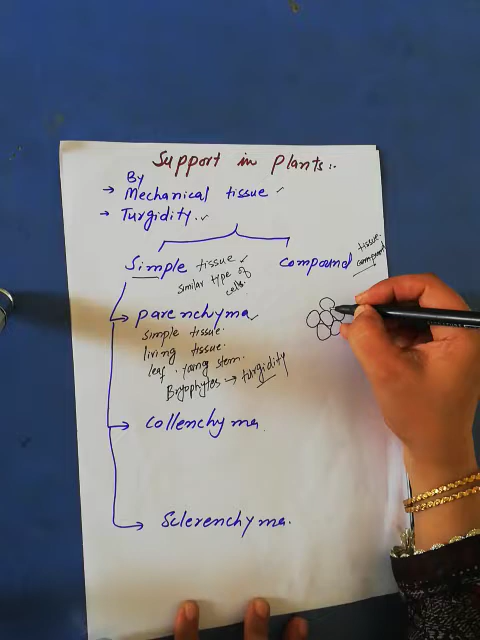 Support in Plants:.
By
→ Mechanical tissue ✓
→ Turgidity. ✓
Simple tissue ✓
similar type of
cells.
compound tissue.
compound
parenchyma ✓
simple tissue.
living tissue.
leaf. young stem.
Bryophytes → turgidity
collenchyma.
Sclerenchyma.